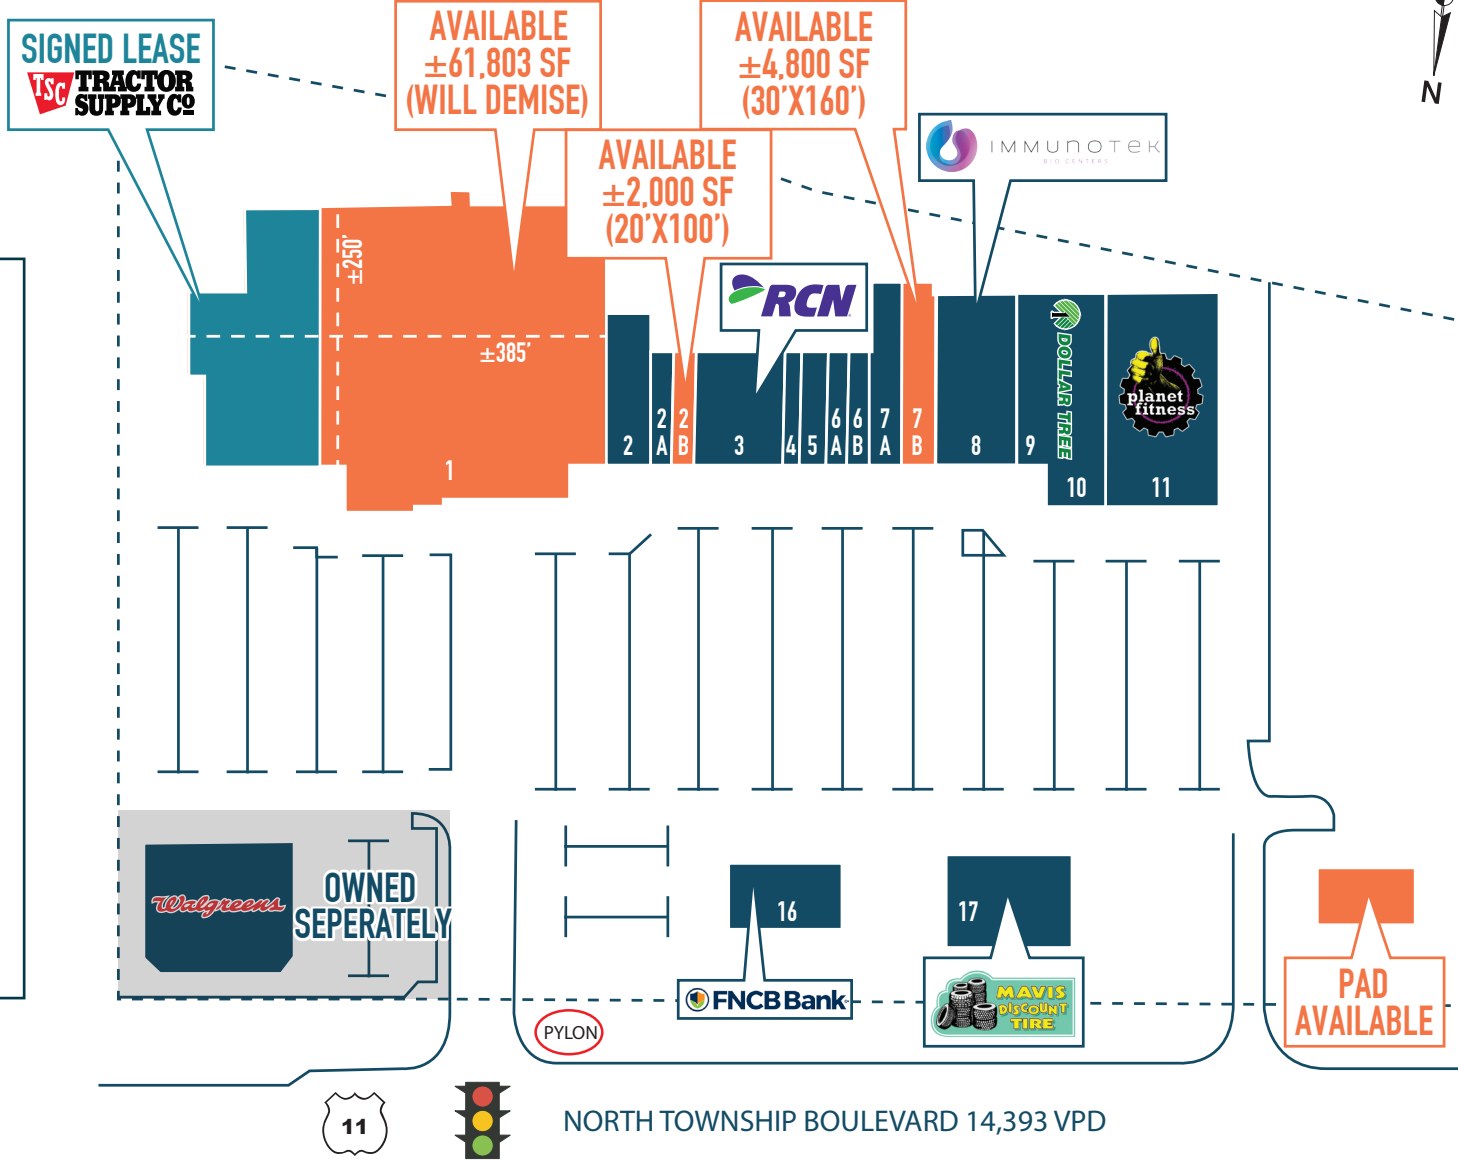 SIGNED LEASE
TSC TRACTOR
SUPPLY CO
AVAILABLE
±61,803 SF
(WILL DEMISE)
AVAILABLE
±4,800 SF
(30'X160')
N
AVAILABLE
±2,000 SF
(20'X100')
IMMUNOTEK
BIO CENTERS
RCN
±250'
±385'
1
2
2
A
2
B
3
4
5
6
A
6
B
7
A
7
B
8
9
DOLLAR TREE
10
planet
fitness
11
Walgreens
OWNED
SEPERATELY
16
FNCB Bank
17
MAVIS
DISCOUNT
TIRE
PAD
AVAILABLE
PYLON
11
NORTH TOWNSHIP BOULEVARD 14,393 VPD